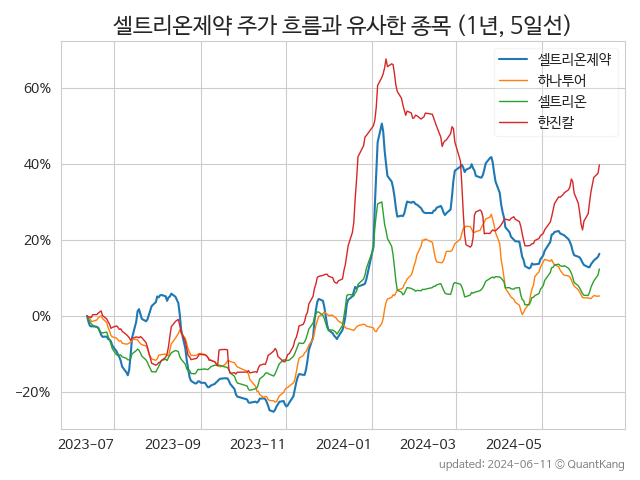 셀트리온제약 주가 흐름과 유사한 종목 (1년, 5일선)
셀트리온제약
하나투어
셀트리온
한진칼
60%
40%
20%
0%
−20%
2023-07 2023-09 2023-11 2024-01 2024-03 2024-05
updated: 2024-06-11 © QuantKang